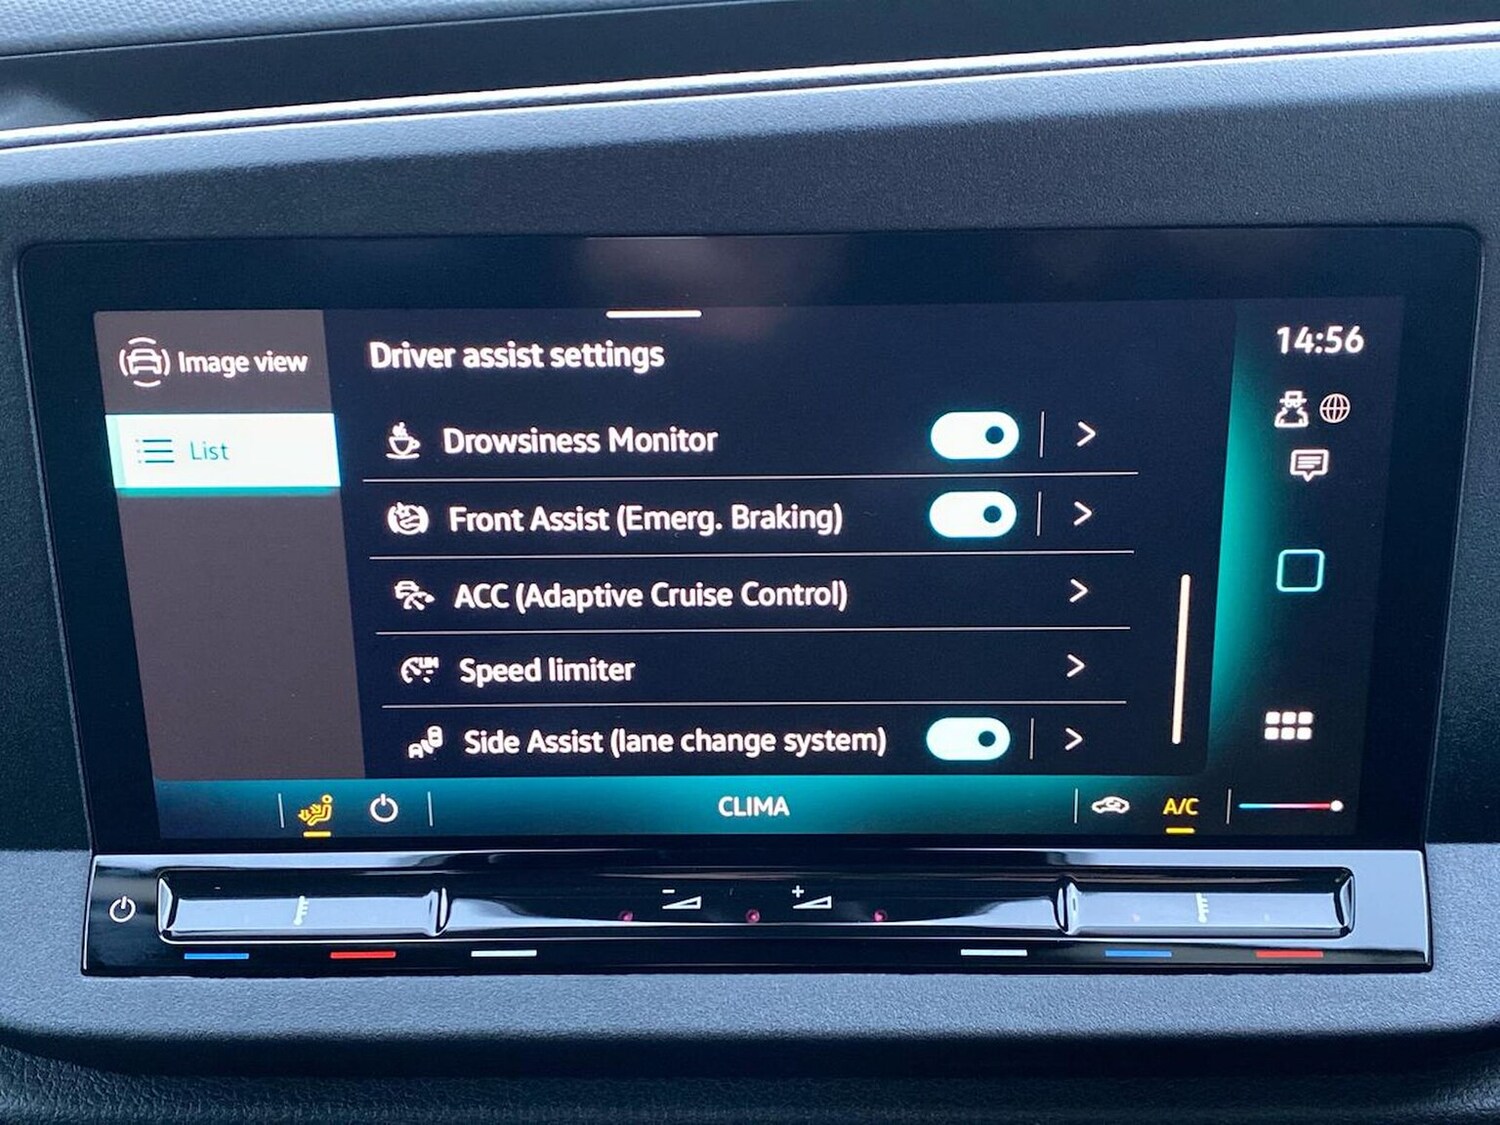 Image view
List
Driver assist settings
Drowsiness Monitor
Front Assist (Emerg. Braking)
ACC (Adaptive Cruise Control)
LIM
Speed limiter
Side Assist (lane change system)
14:56
CLIMA
A/C
- +